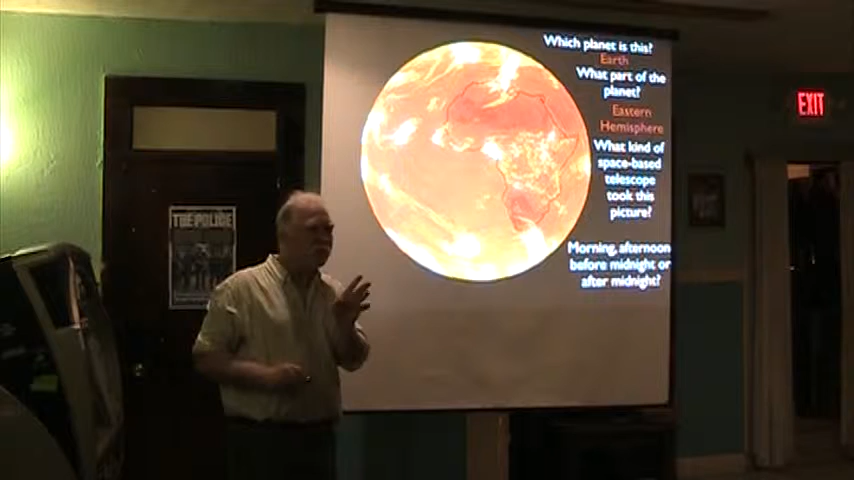 Which planet is this?
Earth
What part of the
planet?
Eastern
Hemisphere
What kind of
space-based
telescope
took this
picture?
Morning, afternoon
before midnight or
after midnight?
EXIT
THE POLICE